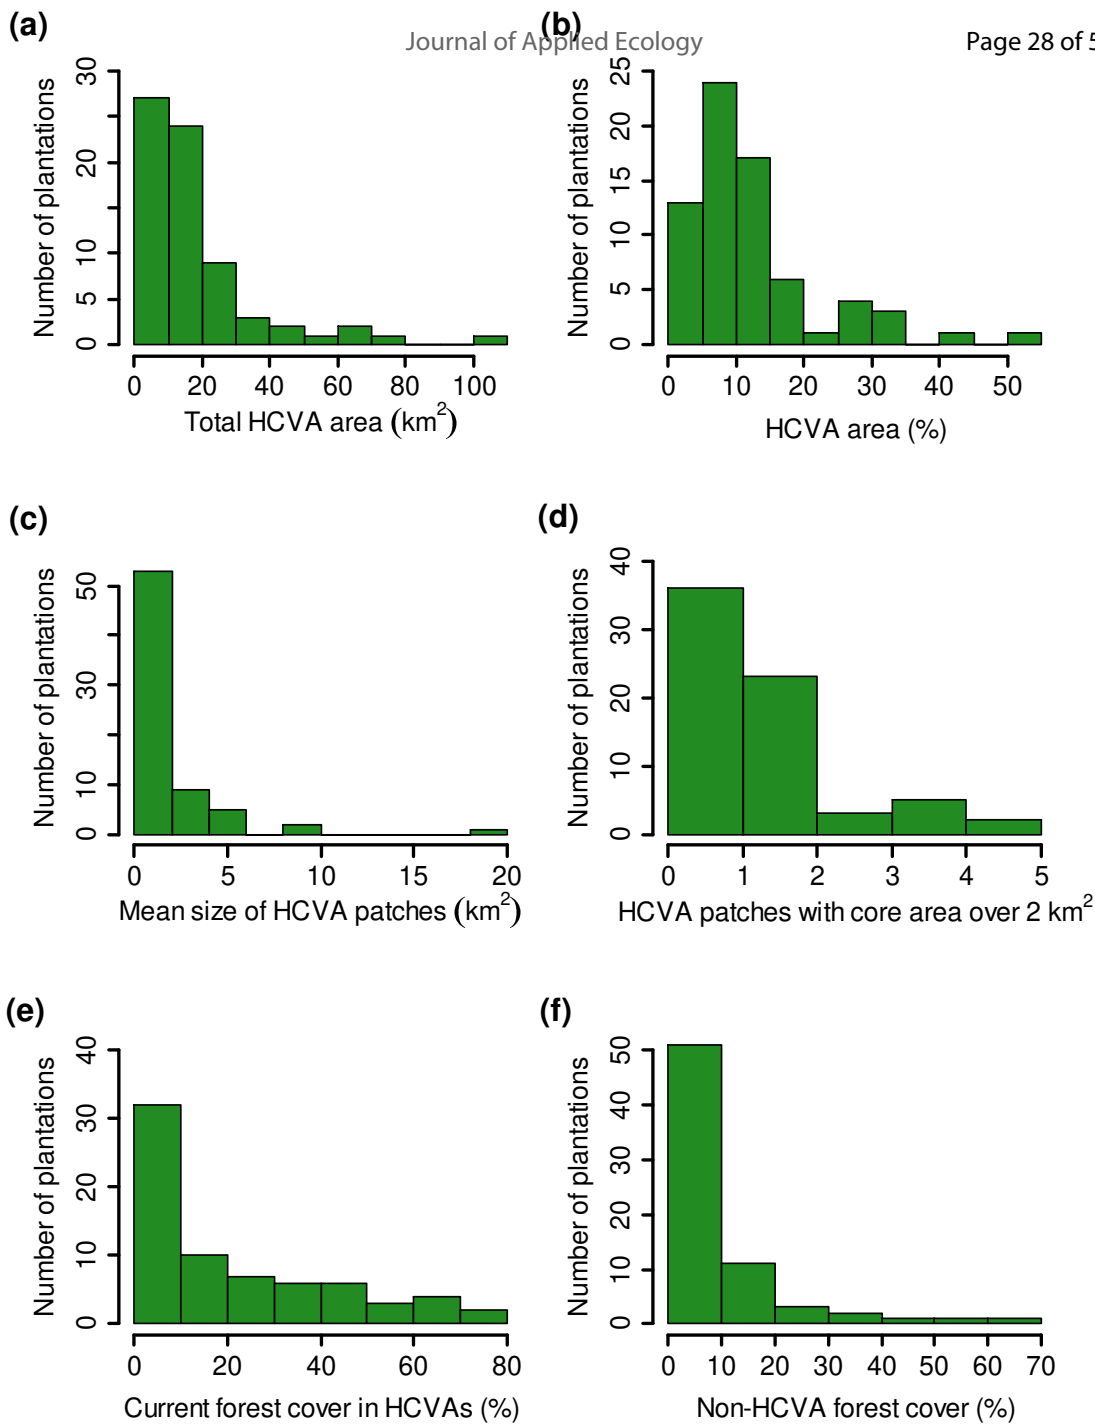 (a)
(b)
Journal of Applied Ecology
Page 28 of 5
Number of plantations
0 5 10 20 30
0 20 40 60 80 100
Total HCVA area (km2)
Number of plantations
0 5 10 15 20 25
0 10 20 30 40 50
HCVA area (%)
(c)
Number of plantations
0 10 30 50
0 5 10 15 20
Mean size of HCVA patches (km2)
(d)
Number of plantations
0 10 20 30 40
0 1 2 3 4 5
HCVA patches with core area over 2 km2
(e)
Number of plantations
0 10 20 30 40
0 20 40 60 80
Current forest cover in HCVAs (%)
(f)
Number of plantations
0 10 20 30 40 50
0 10 20 30 40 50 60 70
Non-HCVA forest cover (%)